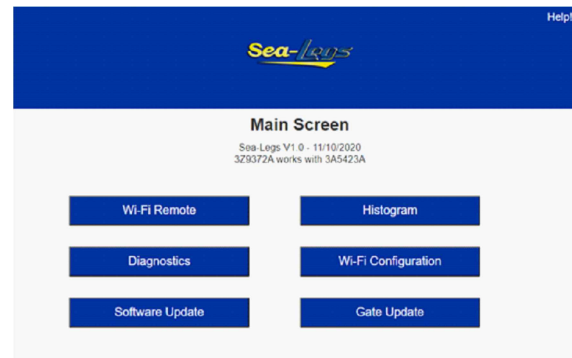 Help!
Sea-Legs
Main Screen
Sea-Legs V1.0 - 11/10/2020
3Z9372A works with 3A5423A
Wi-Fi Remote
Histogram
Diagnostics
Wi-Fi Configuration
Software Update
Gate Update